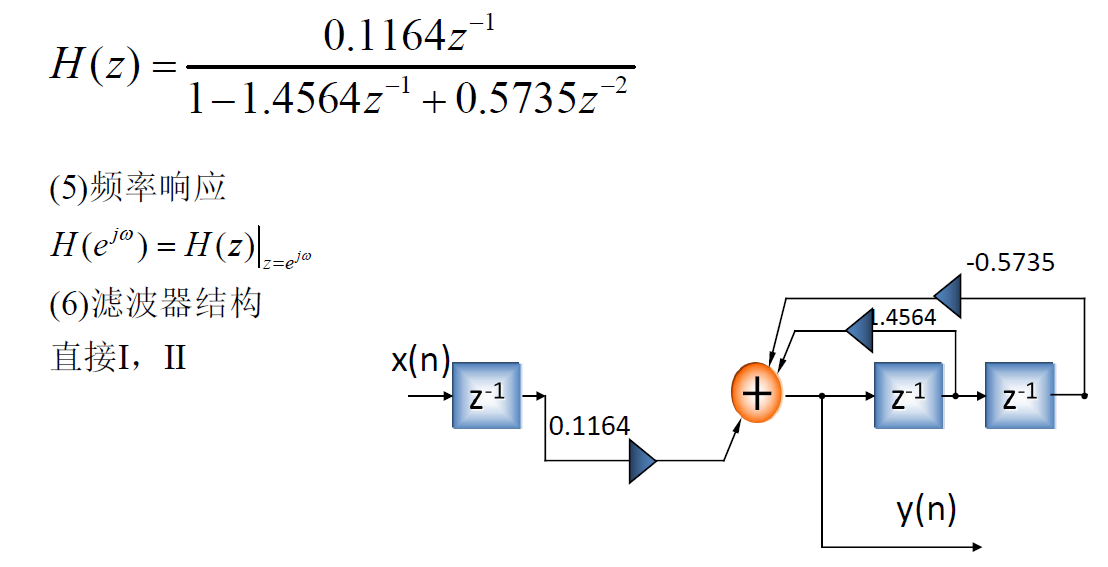 H(z) = 0.1164z⁻¹ / 1−1.4564z⁻¹ + 0.5735z⁻²
(5)频率响应
H(e^{jω}) = H(z)|_{z=e^{jω}}
(6)滤波器结构
直接I，II
-0.5735
1.4564
x(n)
z⁻¹
+
z⁻¹
z⁻¹
0.1164
y(n)